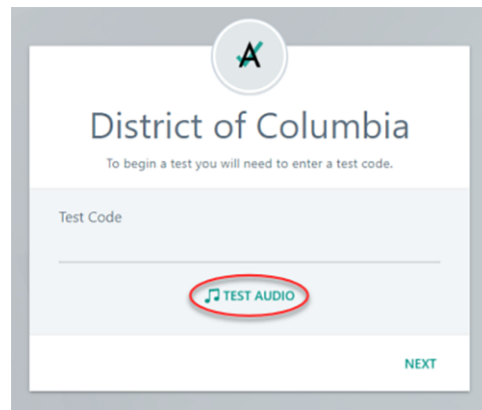 District of Columbia
To begin a test you will need to enter a test code.
Test Code
TEST AUDIO
NEXT